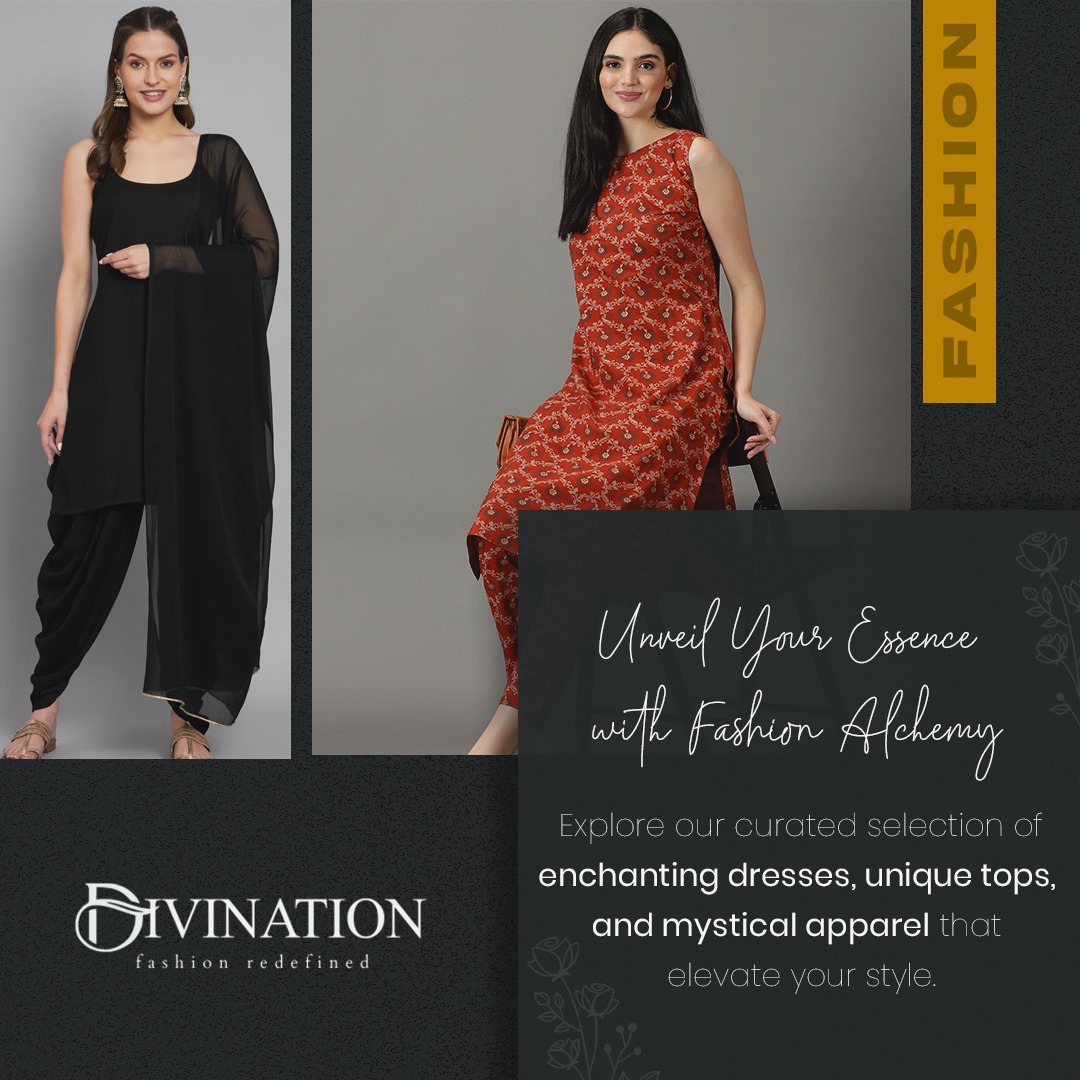 FASHION
Unveil Your Essence
with Fashion Alchemy
Explore our curated selection of
enchanting dresses, unique tops,
and mystical apparel that
elevate your style.
DIVINATION
fashion redefined